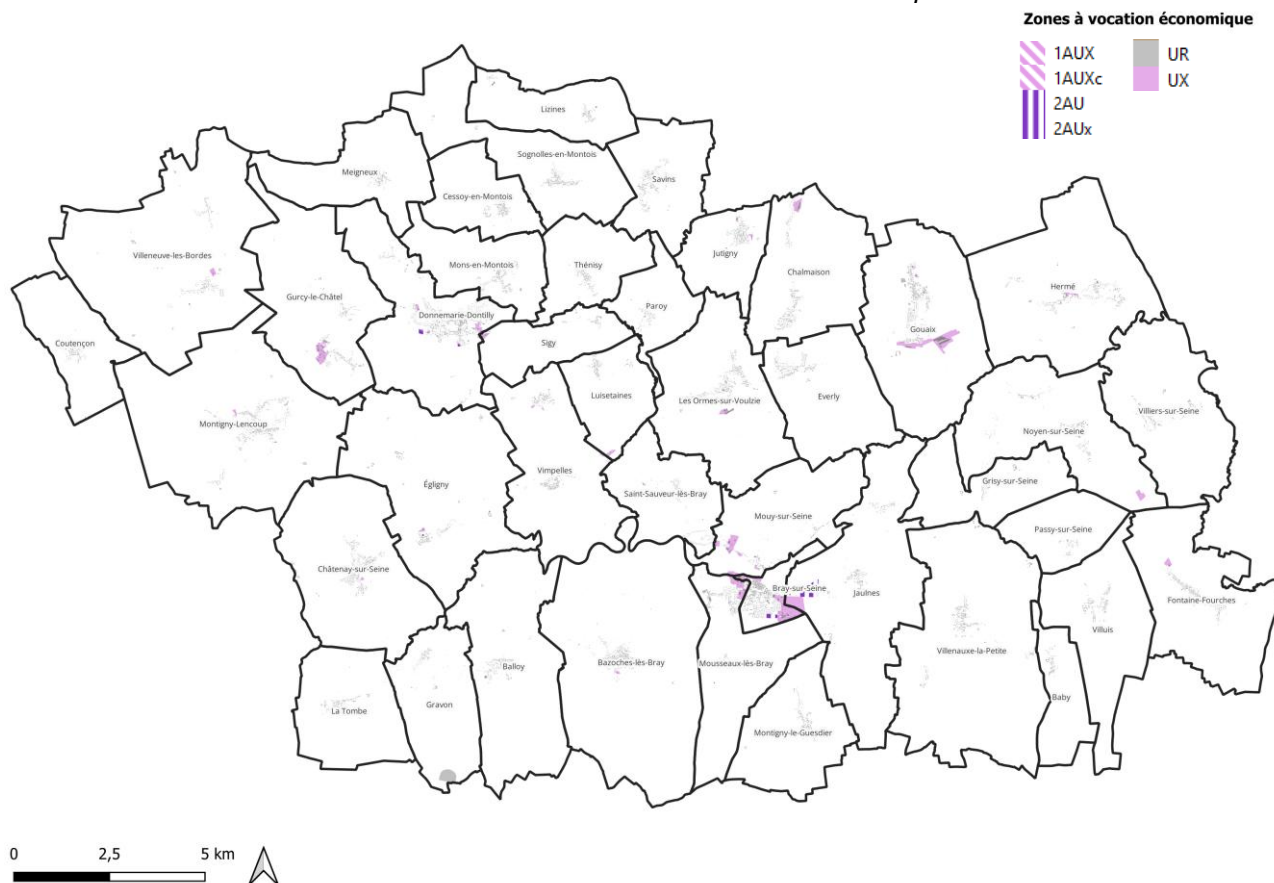 Zones à vocation économique
1AUX
UR
1AUXc
UX
2AU
2AUx
Lizines
Sognolles-en-Montois
Meigneux
Savins
Cessoy-en-Montois
Villeneuve-les-Bordes
Jutigny
Mons-en-Montois
Thénisy
Chalmaison
Hermé
Gurcy-le-Châtel
Paroy
Donnemarie-Dontilly
Gouaix
Coutençon
Sigy
Luisetaines
Everly
Les Ormes-sur-Voulzie
Villiers-sur-Seine
Montigny-Lencoup
Noyen-sur-Seine
Vimpelles
Égligny
Grisy-sur-Seine
Saint-Sauveur-lès-Bray
Mouy-sur-Seine
Passy-sur-Seine
Châtenay-sur-Seine
Bray-sur-Seine
Jaulnes
Fontaine-Fourches
Villuis
Villenauxe-la-Petite
Bazoches-lès-Bray
Mousseaux-lès-Bray
Balloy
Baby
Gravon
La Tombe
Montigny-le-Guesdier
0 2,5 5 km